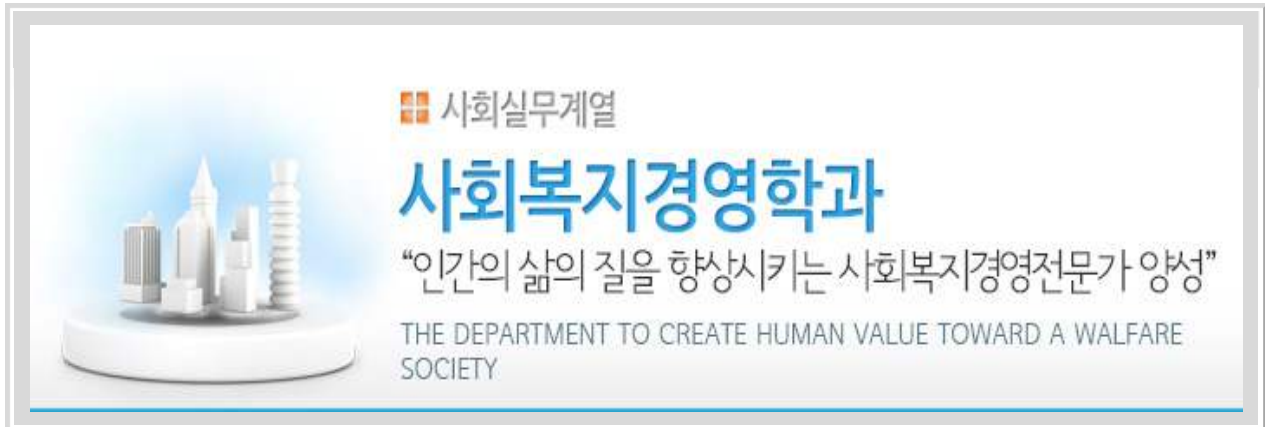 사회실무계열
사회복지경영학과
“인간의 삶의 질을 향상시키는 사회복지경영전문가 양성”
THE DEPARTMENT TO CREATE HUMAN VALUE TOWARD A WALFARE
SOCIETY